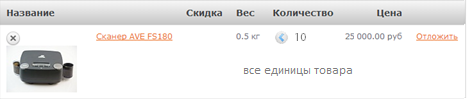 Название Скидка Вес Количество Цена
Сканер AVE FS180 0.5 кг 10 25 000.00 руб Отложить
все единицы товара